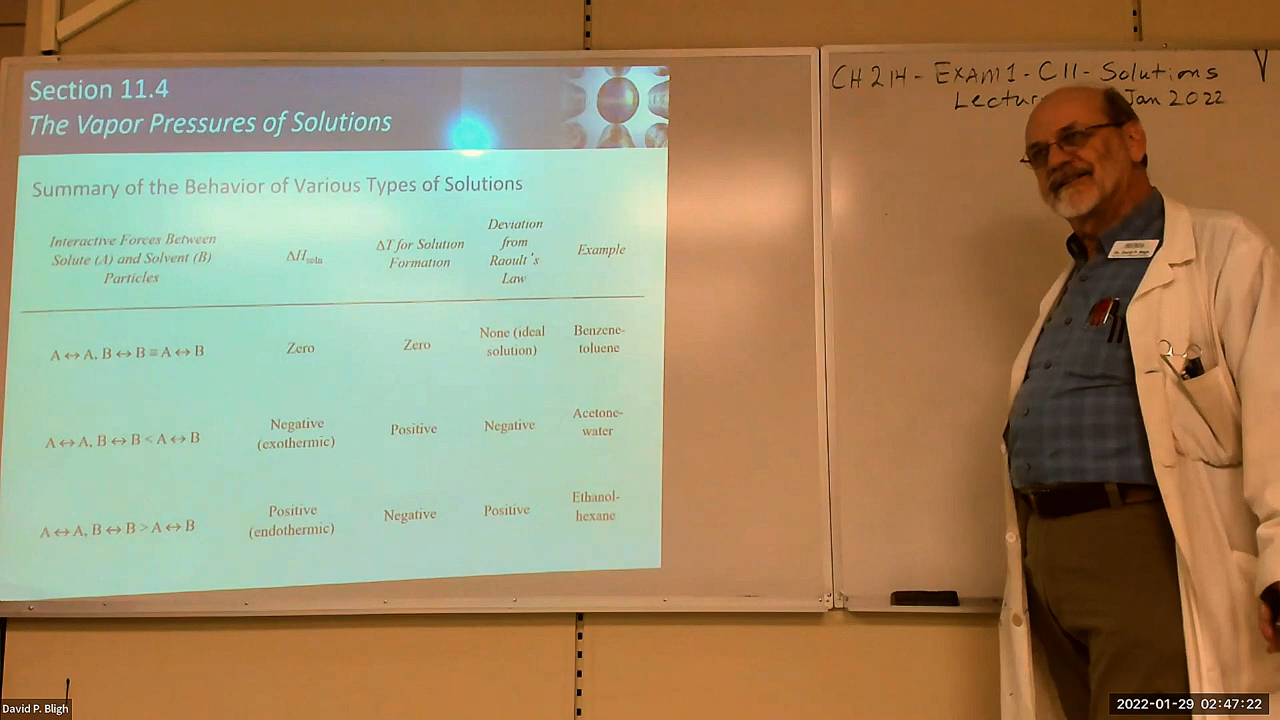 Section 11.4
The Vapor Pressures of Solutions
Summary of the Behavior of Various Types of Solutions
Interactive Forces Between
Solute (A) and Solvent (B)
Particles
ΔHsoln
ΔT for Solution
Formation
Deviation
from
Raoult's
Law
Example
A ↔ A, B ↔ B ≡ A ↔ B
Zero
Zero
None (ideal
solution)
Benzene-
toluene
A ↔ A, B ↔ B < A ↔ B
Negative
(exothermic)
Positive
Negative
Acetone-
water
A ↔ A, B ↔ B > A ↔ B
Positive
(endothermic)
Negative
Positive
Ethanol-
hexane
CH 214 - EXAM 1 - C11 - Solutions
Jan 2022
David P. Bligh
2022-01-29 02:47:22